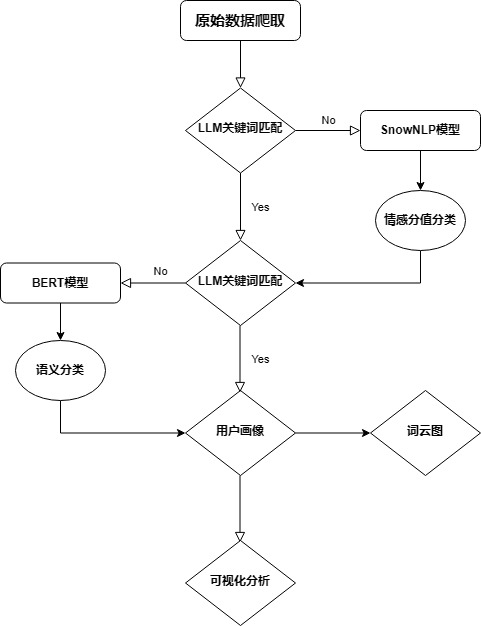 原始数据爬取
LLM关键词匹配
No
SnowNLP模型
Yes
情感分值分类
LLM关键词匹配
No
BERT模型
Yes
语义分类
用户画像
词云图
可视化分析